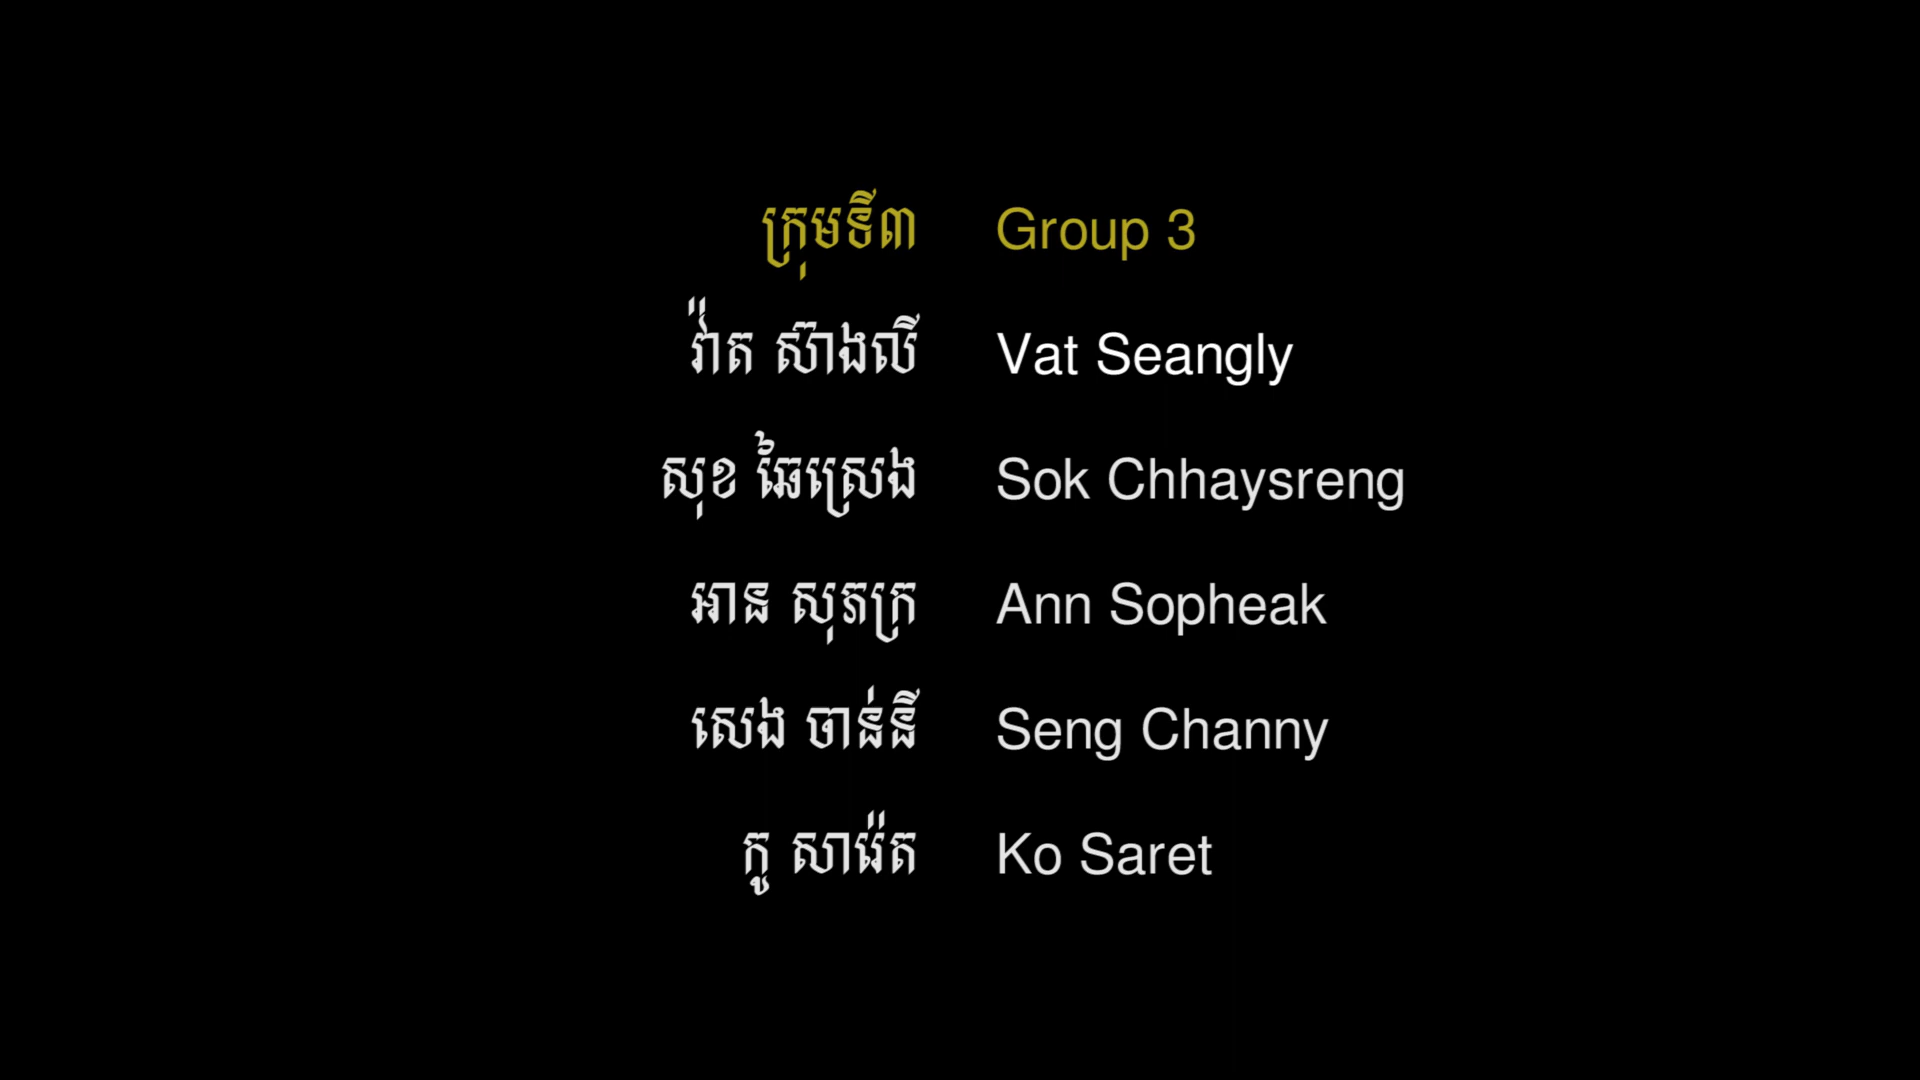 ក្រុមទី៣ Group 3
វ៉ាត ស៊ាងលី Vat Seangly
សុខ ឆៃស្រេង Sok Chhaysreng
អាន សុភក្រ Ann Sopheak
សេង ចាន់នី Seng Channy
កូ សារ៉េត Ko Saret